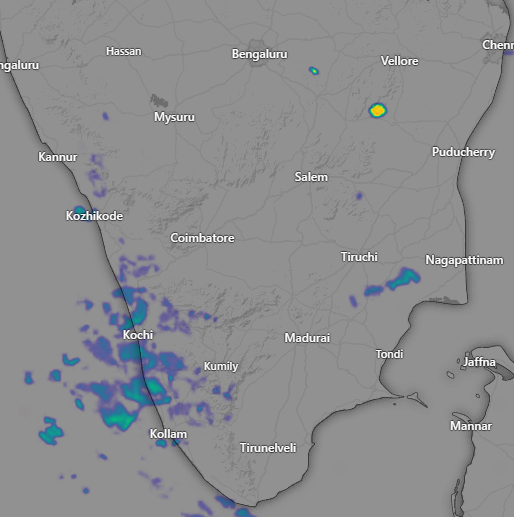 Hassan
Bengaluru
Chenn
ngaluru
Vellore
Mysuru
Kannur
Puducherry
Salem
Kozhikode
Coimbatore
Tiruchi
Nagapattinam
Kochi
Madurai
Tondi
Kumily
Jaffna
Mannar
Kollam
Tirunelveli